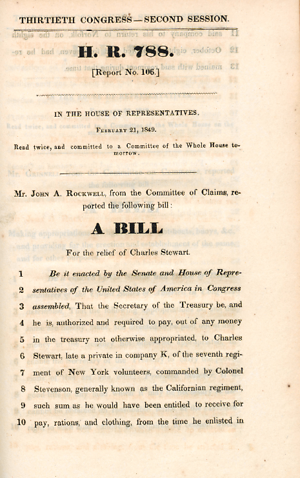 THIRTIETH CONGRESS—SECOND SESSION.
H. R. 788.
[Report No. 106.]
IN THE HOUSE OF REPRESENTATIVES.
February 21, 1849.
Read twice, and committed to a Committee of the Whole House to-
morrow.
Mr. John A. Rockwell, from the Committee of Claims, re-
ported the following bill:
A BILL
For the relief of Charles Stewart.
1 Be it enacted by the Senate and House of Repre-
2 sentatives of the United States of America in Congress
3 assembled, That the Secretary of the Treasury be, and
4 he is, authorized and required to pay, out of any money
5 in the treasury not otherwise appropriated, to Charles
6 Stewart, late a private in company K, of the seventh regi-
7 ment of New York volunteers, commanded by Colonel
8 Stevenson, generally known as the Californian regiment,
9 such sum as he would have been entitled to receive for
10 pay, rations, and clothing, from the time he enlisted in